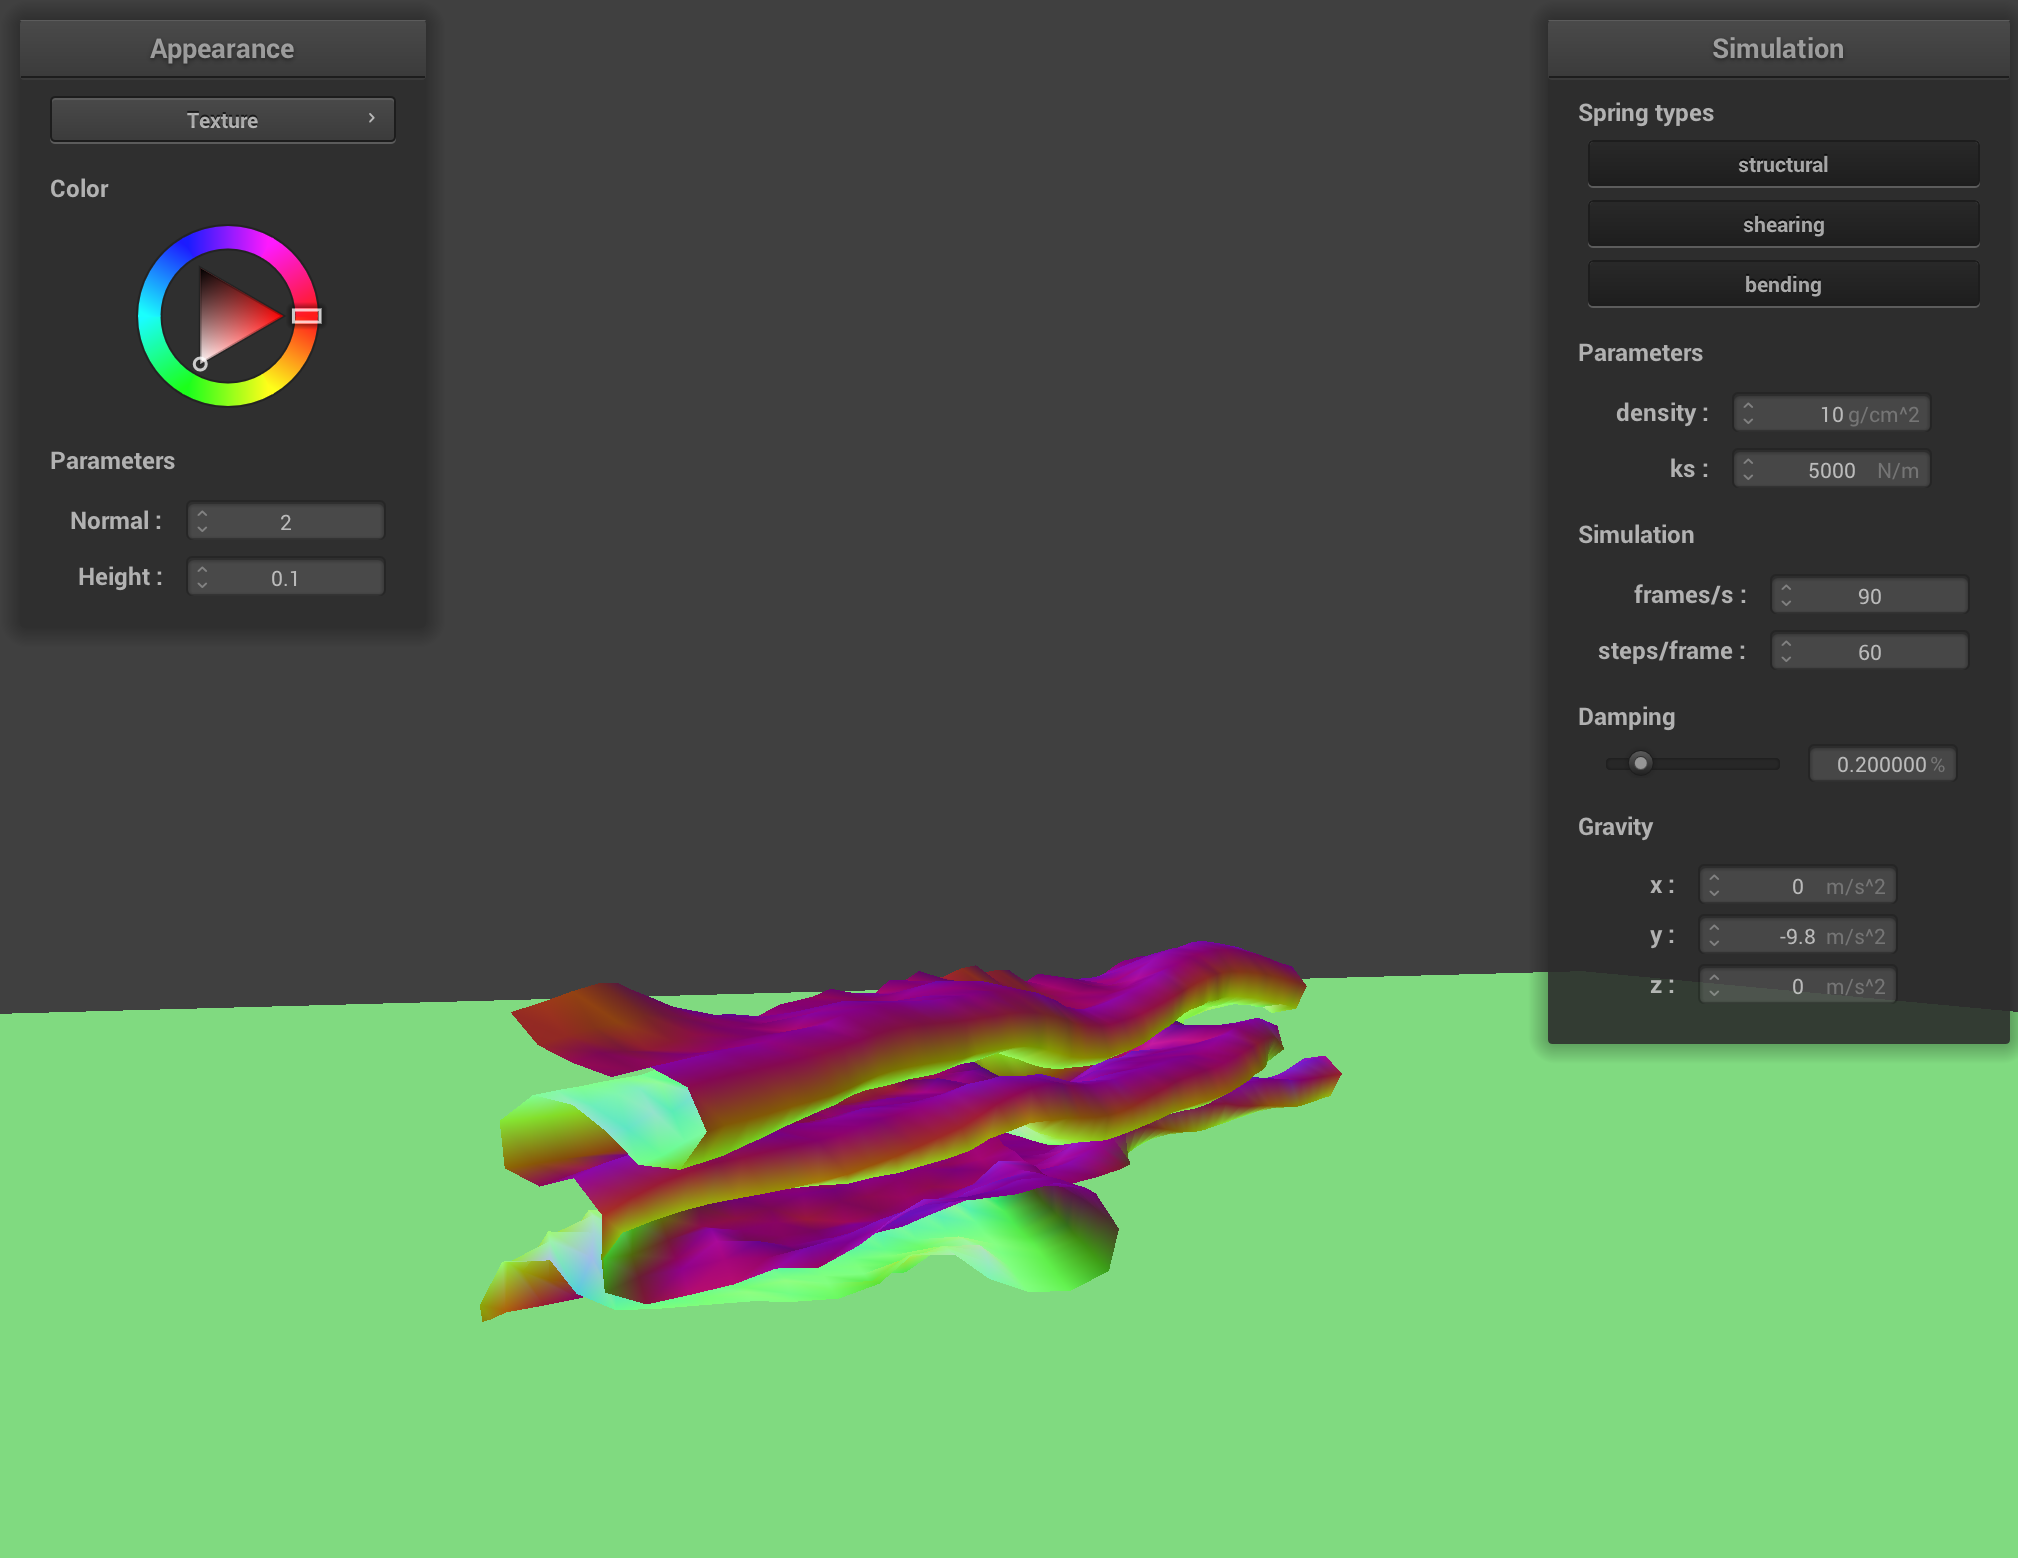 Appearance
Texture
Color
Parameters
Normal : 2
Height : 0.1
Simulation
Spring types
structural
shearing
bending
Parameters
density : 10 g/cm^2
ks : 5000 N/m
Simulation
frames/s : 90
steps/frame : 60
Damping
0.200000 %
Gravity
x : 0 m/s^2
y : -9.8 m/s^2
z : 0 m/s^2